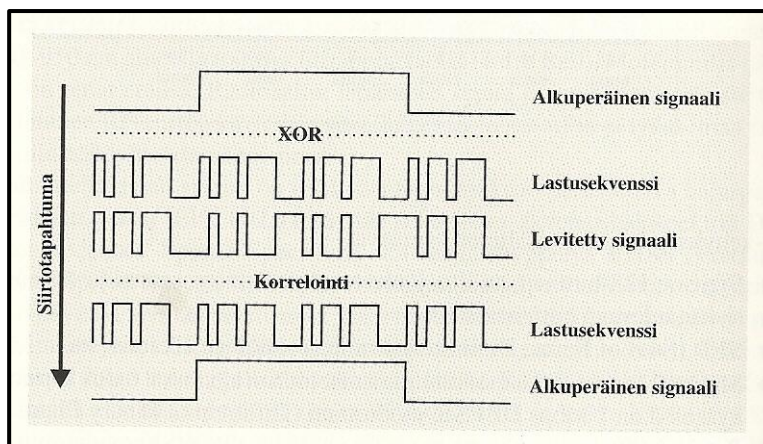 Siirtotapahtuma
Alkuperäinen signaali
XOR
Lastusekvenssi
Levitetty signaali
Korrelointi
Lastusekvenssi
Alkuperäinen signaali